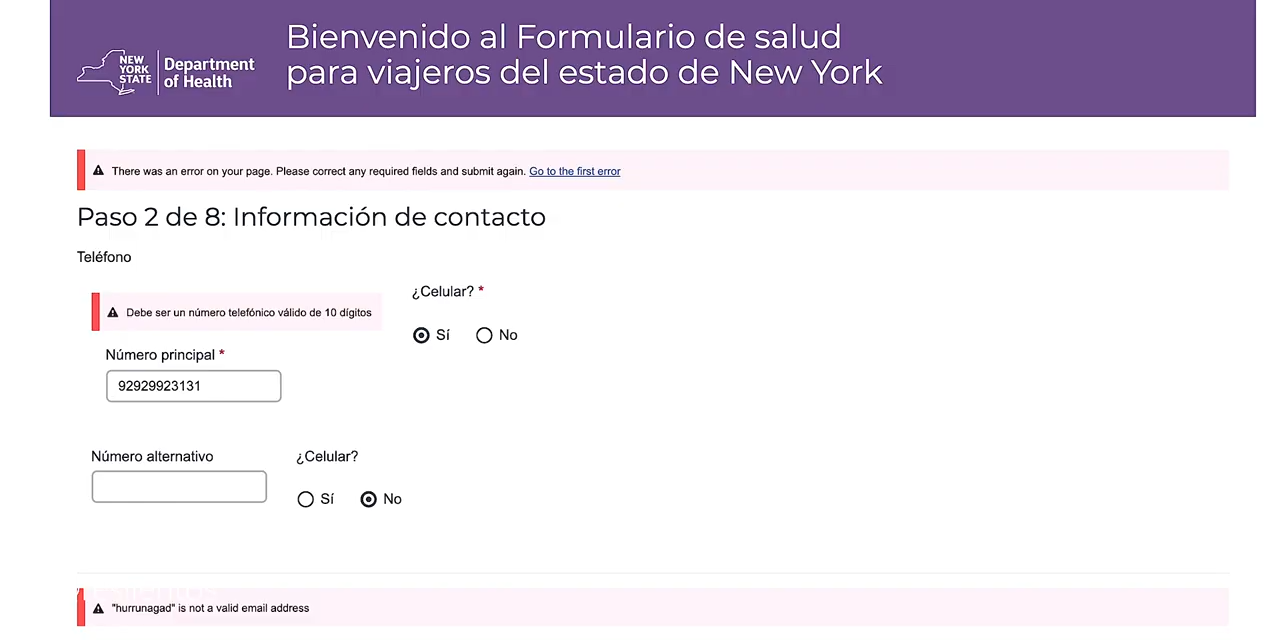 Bienvenido al Formulario de salud
para viajeros del estado de New York
NEW
YORK
STATE
Department
of Health
There was an error on your page. Please correct any required fields and submit again. Go to the first error
Paso 2 de 8: Información de contacto
Teléfono
Debe ser un número telefónico válido de 10 dígitos
¿Celular? *
Sí No
Número principal *
92929923131
Número alternativo
¿Celular?
Sí No
"hurrunagad" is not a valid email address